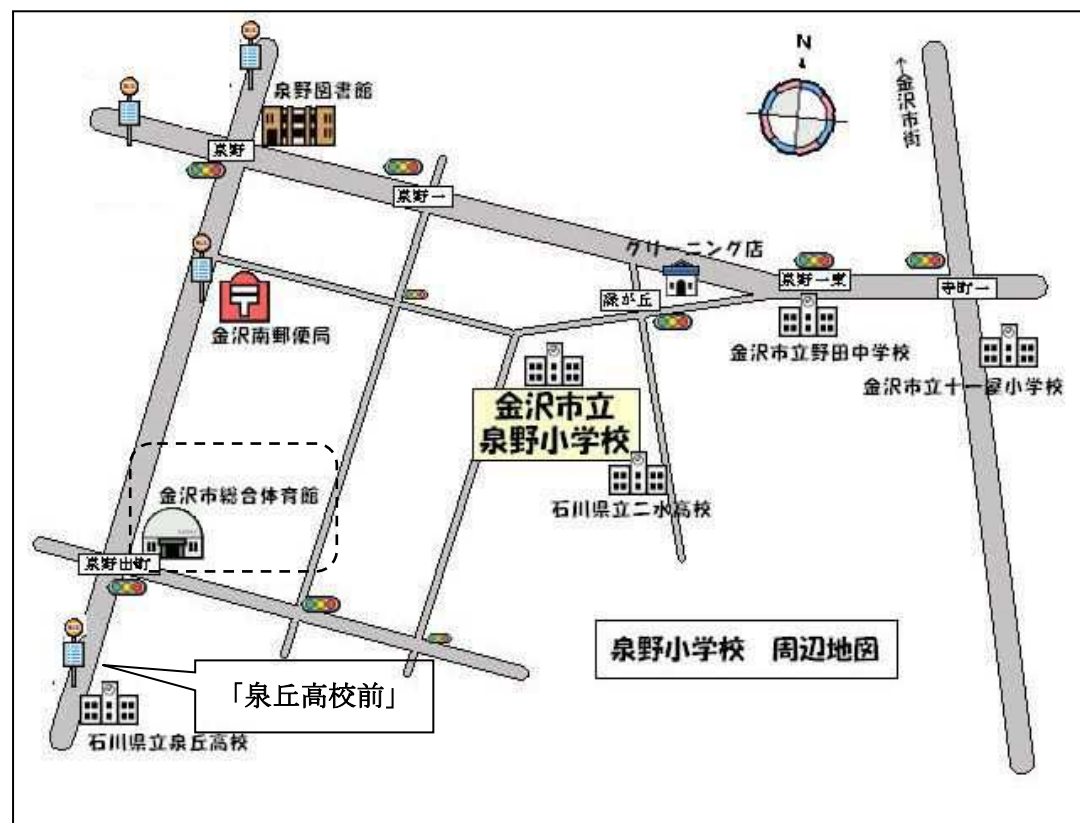 N
↑金沢市街
泉野図書館
泉野
泉野一
クリーニング店
泉野一東
寺町一
緑が丘
金沢南郵便局
金沢市立野田中学校
金沢市立十一屋小学校
金沢市立
泉野小学校
石川県立二水高校
金沢市総合体育館
泉野出町
泉野小学校 周辺地図
「泉丘高校前」
石川県立泉丘高校